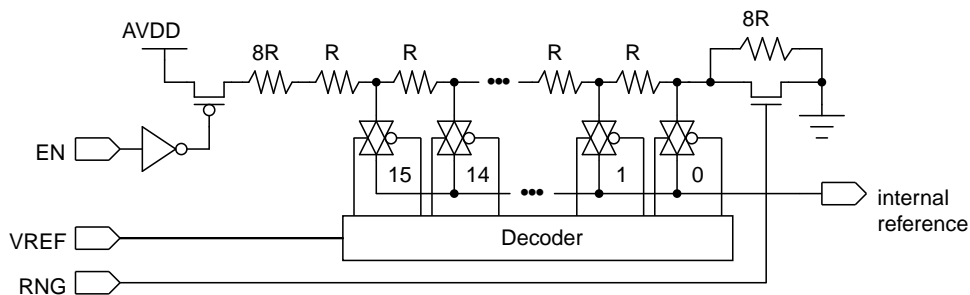 AVDD
8R
R
R
R
R
8R
EN
15
14
1
0
internal
reference
VREF
Decoder
RNG